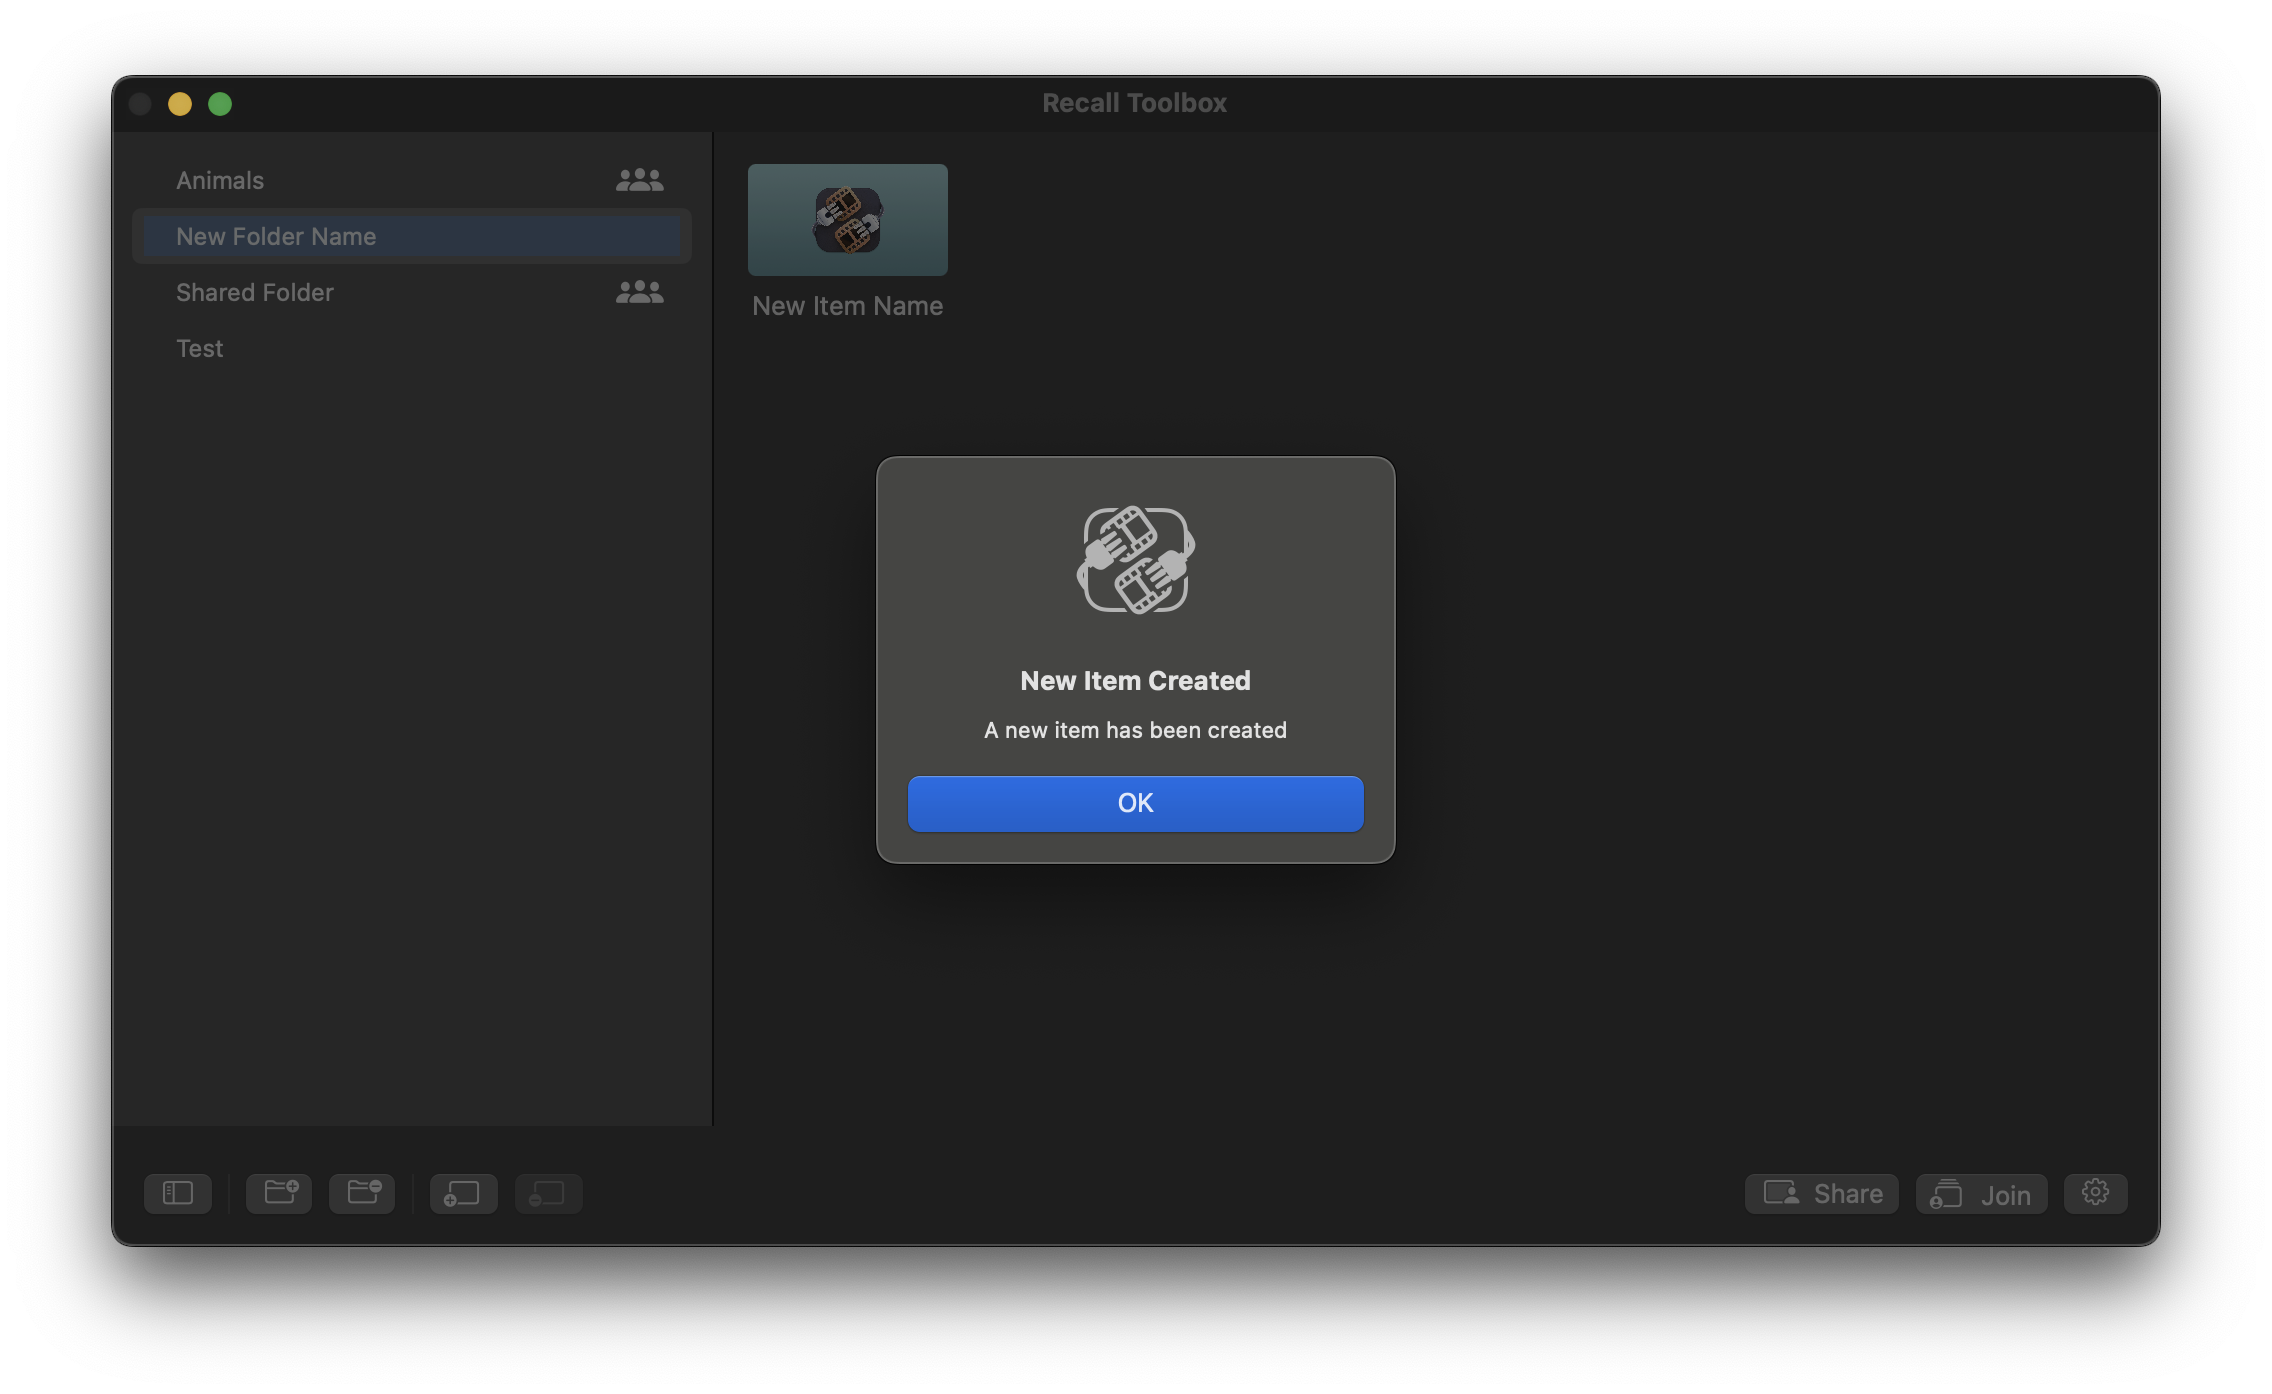 Recall Toolbox
Animals
New Folder Name
Shared Folder
Test
New Item Name
New Item Created
A new item has been created
OK
Share
Join